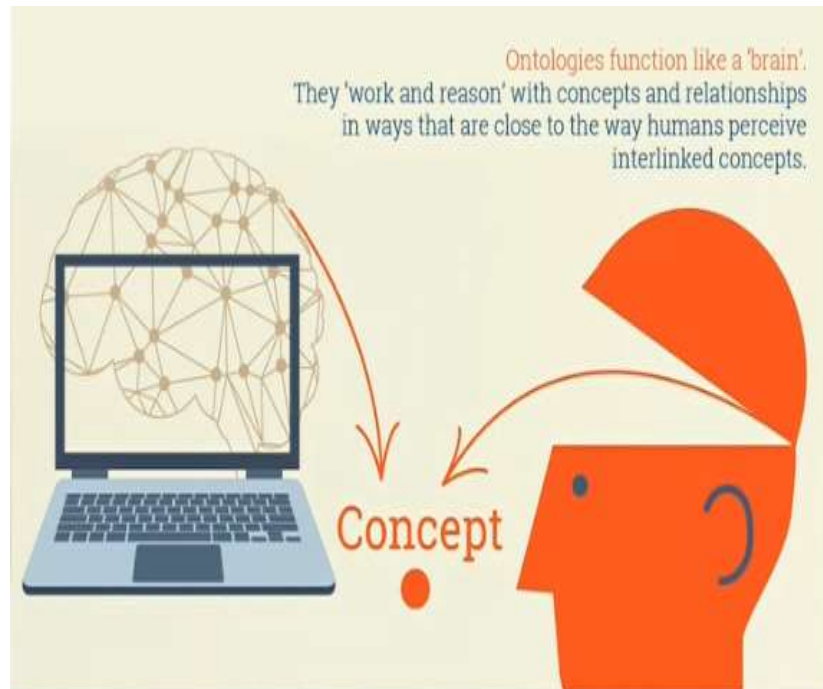 Ontologies function like a 'brain'.
They 'work and reason' with concepts and relationships
in ways that are close to the way humans perceive
interlinked concepts.
Concept